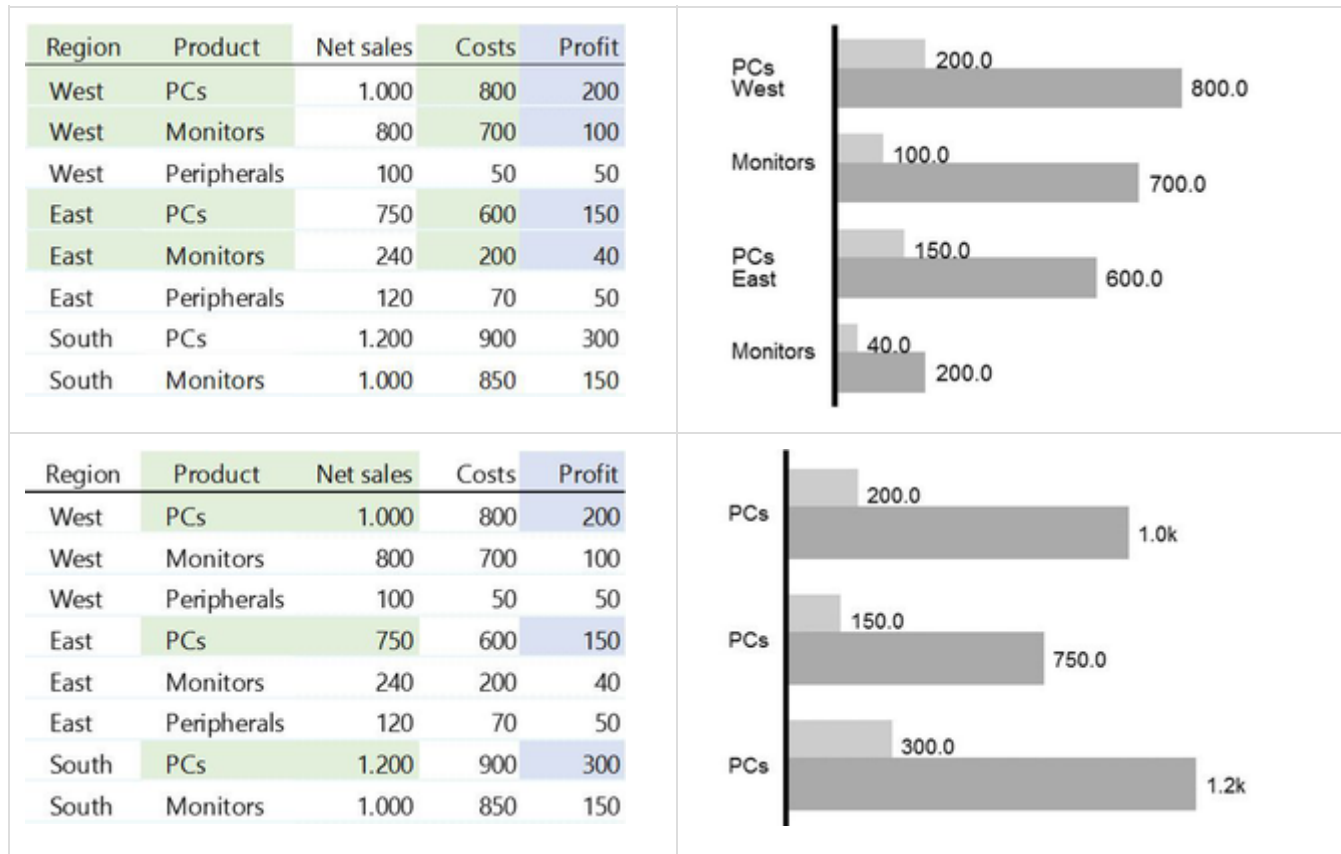 Region Product Net sales Costs Profit
West PCs 1.000 800 200
West Monitors 800 700 100
West Peripherals 100 50 50
East PCs 750 600 150
East Monitors 240 200 40
East Peripherals 120 70 50
South PCs 1.200 900 300
South Monitors 1.000 850 150
200.0
PCs
West
800.0
100.0
Monitors
700.0
150.0
PCs
East
600.0
40.0
Monitors
200.0
Region Product Net sales Costs Profit
West PCs 1.000 800 200
West Monitors 800 700 100
West Peripherals 100 50 50
East PCs 750 600 150
East Monitors 240 200 40
East Peripherals 120 70 50
South PCs 1.200 900 300
South Monitors 1.000 850 150
200.0
PCs
1.0k
150.0
PCs
750.0
300.0
PCs
1.2k